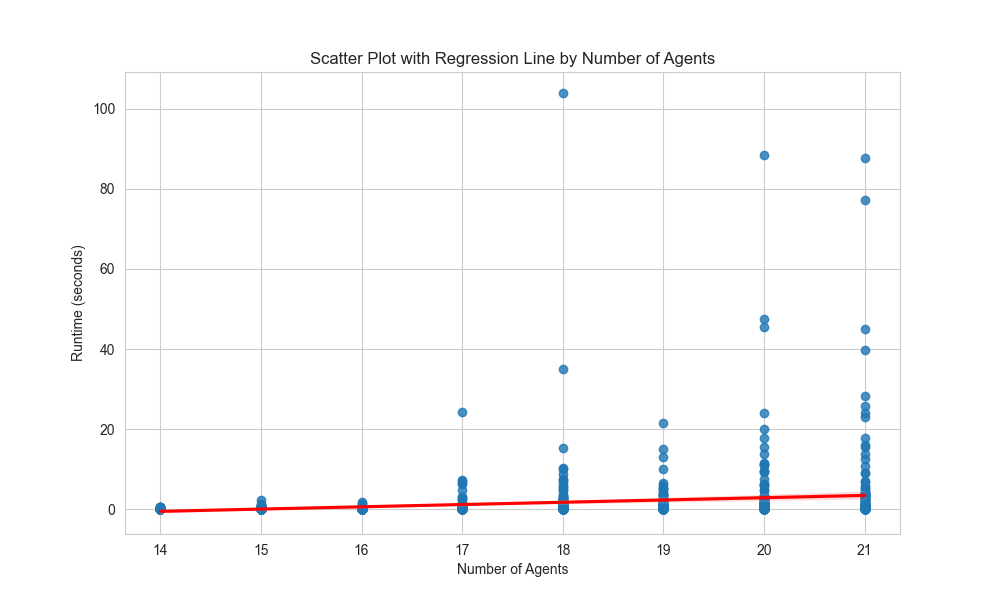 Scatter Plot with Regression Line by Number of Agents
Runtime (seconds)
100
80
60
40
20
0
14 15 16 17 18 19 20 21
Number of Agents